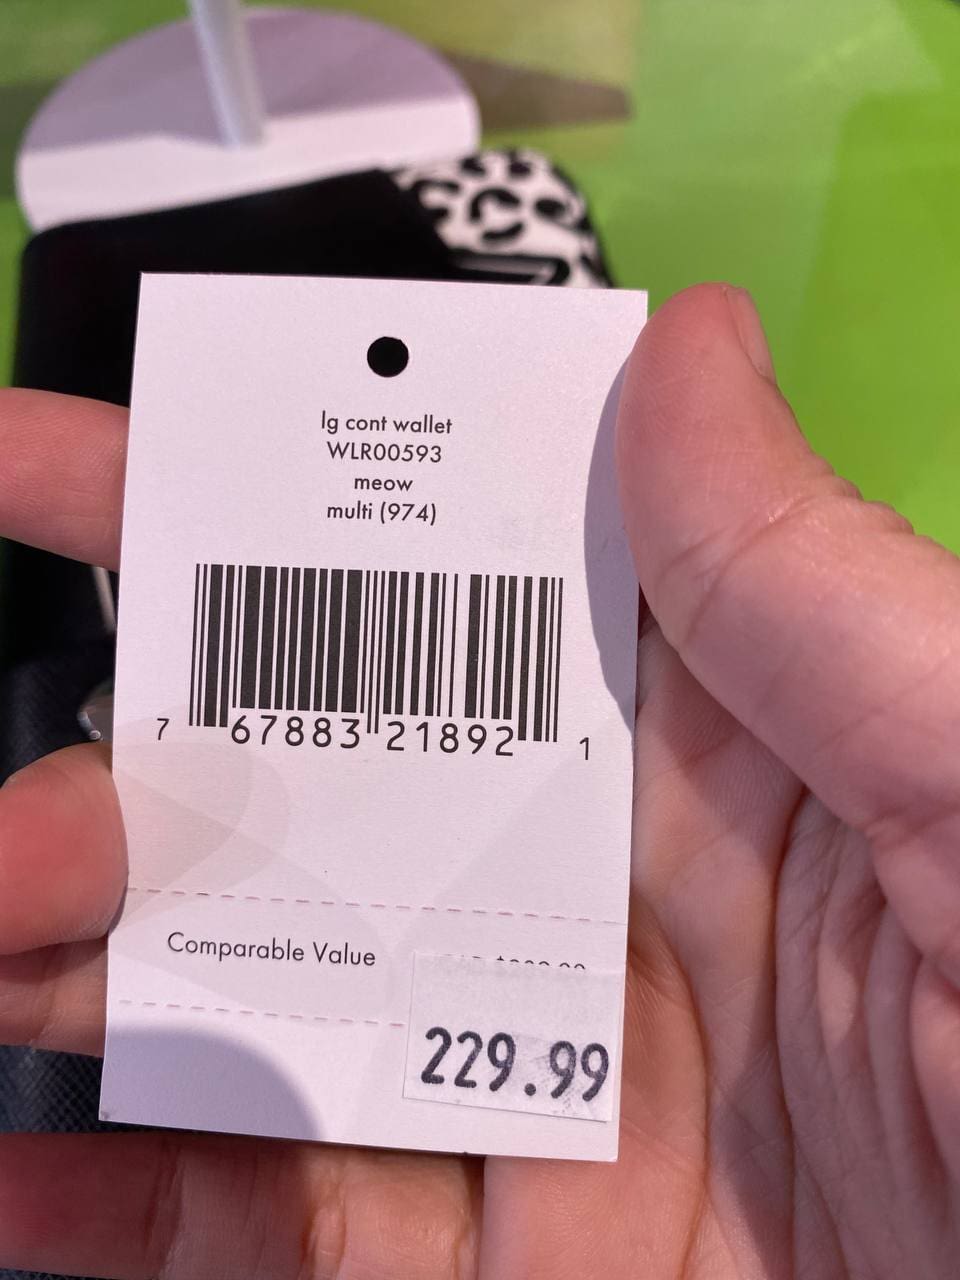 lg cont wallet
WLR00593
meow
multi (974)
7 67883 21892 1
Comparable Value
229.99